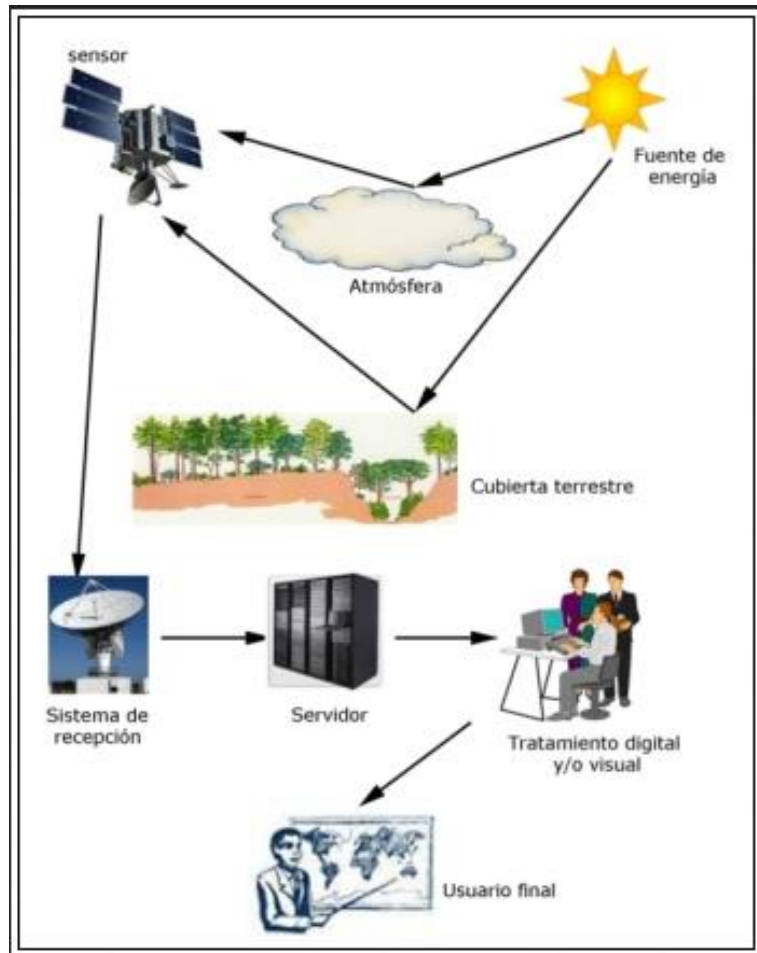 sensor
Fuente de
energía
Atmósfera
Cubierta terrestre
Sistema de
recepción
Servidor
Tratamiento digital
y/o visual
Usuario final